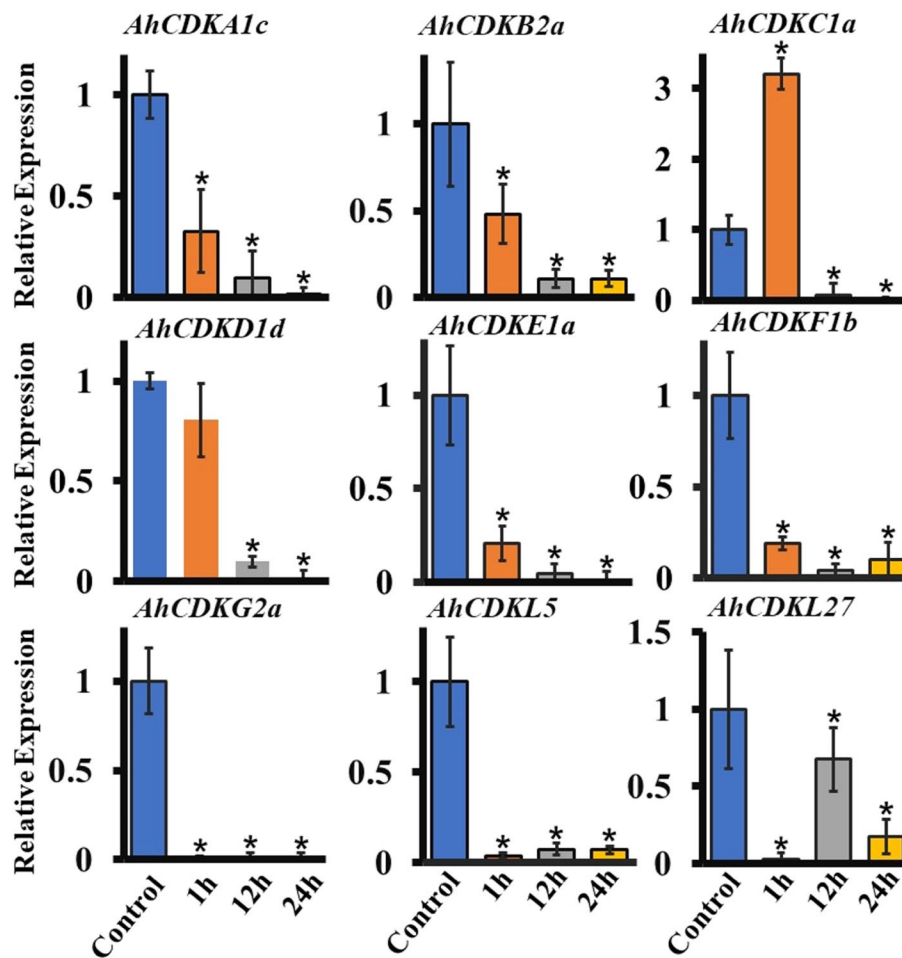 AhCDKA1c AhCDKB2a AhCDKC1a
Relative Expression
1
0.5
0
* * *
1
0.5
0
* * *
3
2
1
0
* * *
AhCDKD1d AhCDKE1a AhCDKF1b
Relative Expression
1
0.5
0
* *
1
0.5
0
* * *
1
0.5
0
* * *
AhCDKG2a AhCDKL5 AhCDKL27
Relative Expression
1
0.5
0
* * *
1
0.5
0
* * *
1.5
1
0.5
0
* * *
Control 1h 12h 24h
Control 1h 12h 24h
Control 1h 12h 24h